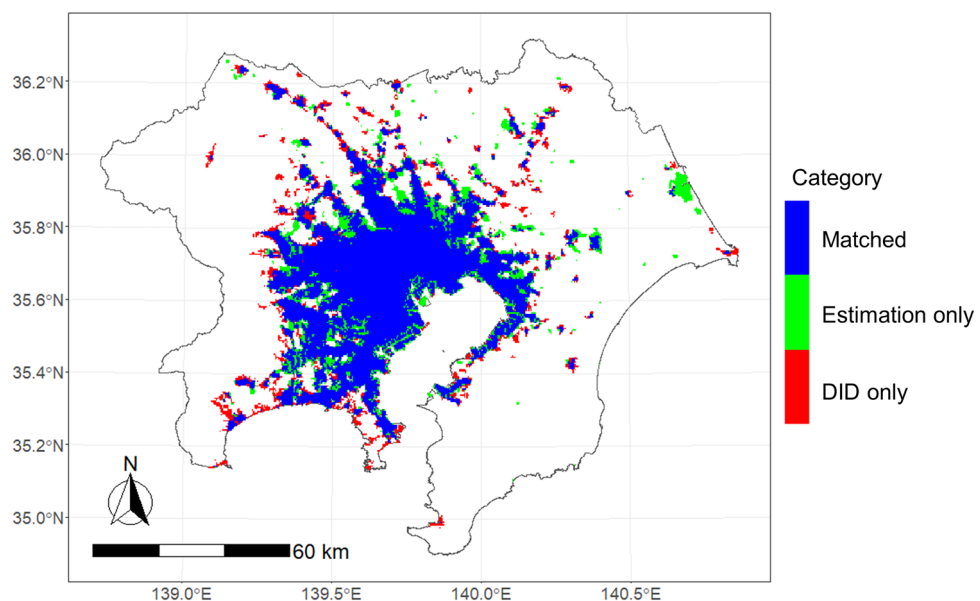 36.2°N
36.0°N
35.8°N
35.6°N
35.4°N
35.2°N
35.0°N
N
60 km
139.0°E
139.5°E
140.0°E
140.5°E
Category
Matched
Estimation only
DID only